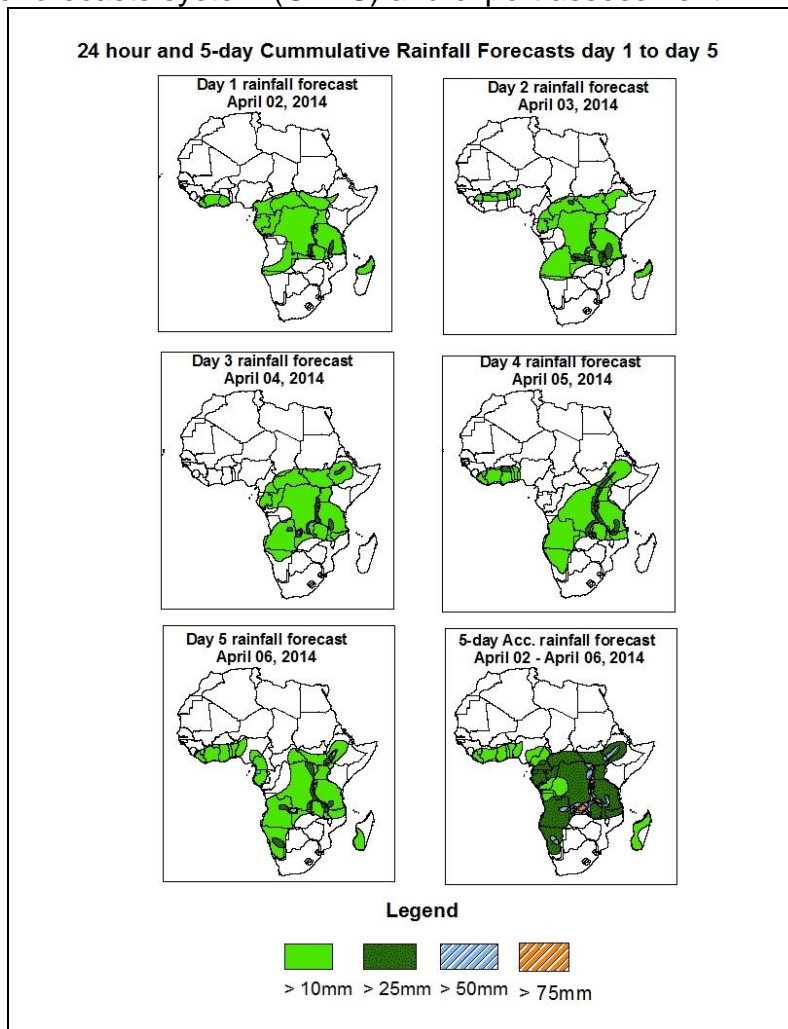 24 hour and 5-day Cummulative Rainfall Forecasts day 1 to day 5
Day 1 rainfall forecast
April 02, 2014
Day 2 rainfall forecast
April 03, 2014
Day 3 rainfall forecast
April 04, 2014
Day 4 rainfall forecast
April 05, 2014
Day 5 rainfall forecast
April 06, 2014
5-day Acc. rainfall forecast
April 02 - April 06, 2014
Legend
> 10mm > 25mm > 50mm > 75mm